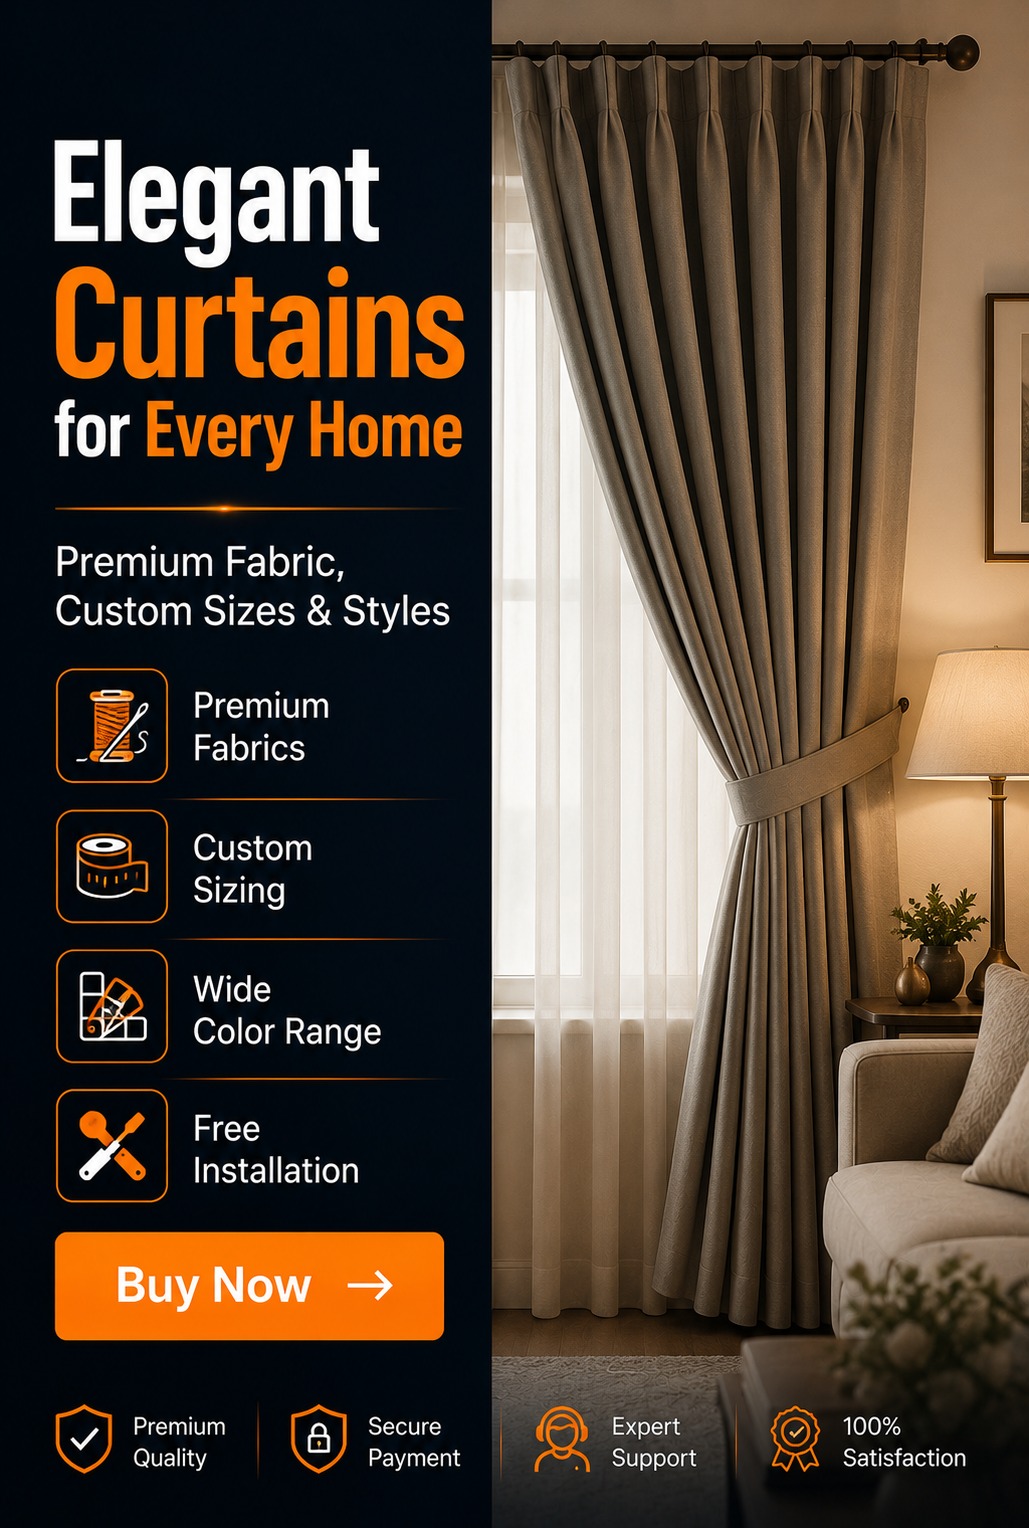 Elegant
Curtains
for Every Home
Premium Fabric,
Custom Sizes & Styles
Premium
Fabrics
Custom
Sizing
Wide
Color Range
Free
Installation
Buy Now →
Premium
Quality
Secure
Payment
Expert
Support
100%
Satisfaction